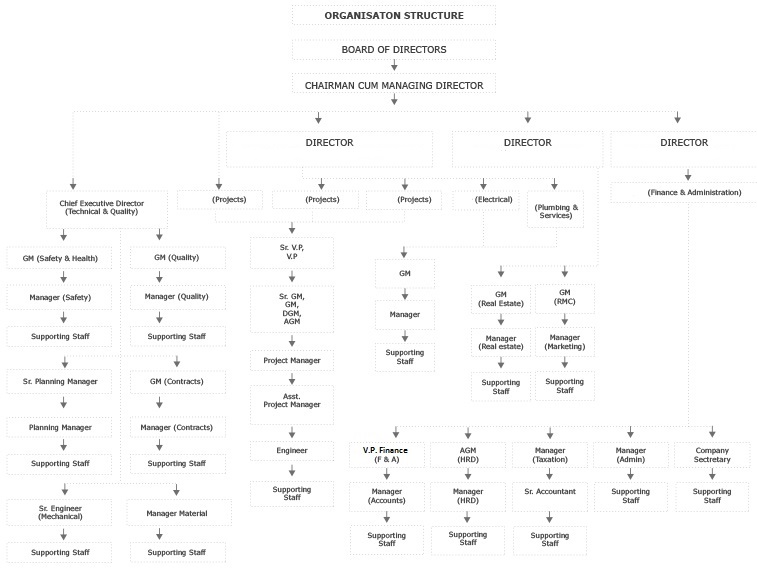 ORGANISATON STRUCTURE
BOARD OF DIRECTORS
CHAIRMAN CUM MANAGING DIRECTOR
DIRECTOR
DIRECTOR
DIRECTOR
Chief Executive Director
(Technical & Quality)
(Projects)
(Projects)
(Projects)
(Electrical)
(Plumbing &
Services)
(Finance & Administration)
GM (Safety & Health)
GM (Quality)
Manager (Safety)
Manager (Quality)
Supporting Staff
Supporting Staff
Sr. Planning Manager
GM (Contracts)
Planning Manager
Manager (Contracts)
Supporting Staff
Supporting Staff
Sr. Engineer
(Mechanical)
Manager Material
Supporting Staff
Supporting Staff
Sr. V.P,
V.P
Sr. GM,
GM,
DGM,
AGM
Project Manager
Asst.
Project Manager
Engineer
Supporting
Staff
GM
Manager
Supporting
Staff
GM
(Real Estate)
GM
(RMC)
Manager
(Real estate)
Manager
(Marketing)
Supporting
Staff
Supporting
Staff
V.P. Finance
(F & A)
AGM
(HRD)
Manager
(Taxation)
Manager
(Admin)
Company
Sectretary
Manager
(Accounts)
Manager
(HRD)
Sr. Accountant
Supporting
Staff
Supporting
Staff
Supporting
Staff
Supporting
Staff
Supporting
Staff